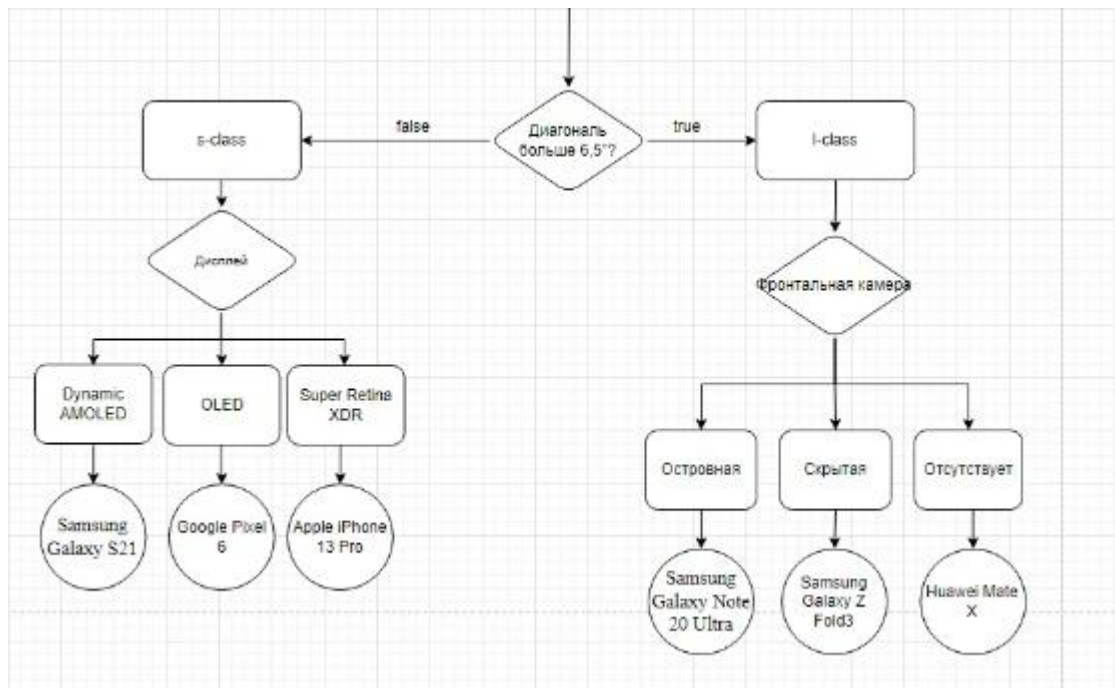 false
Диагональ
больше 6,5"?
true
s-class
l-class
Дисплей
Фронтальная камера
Dynamic
AMOLED
OLED
Super Retina
XDR
Островная
Скрытая
Отсутствует
Samsung
Galaxy S21
Google Pixel
6
Apple iPhone
13 Pro
Samsung
Galaxy Note
20 Ultra
Samsung
Galaxy Z
Fold3
Huawei Mate
X